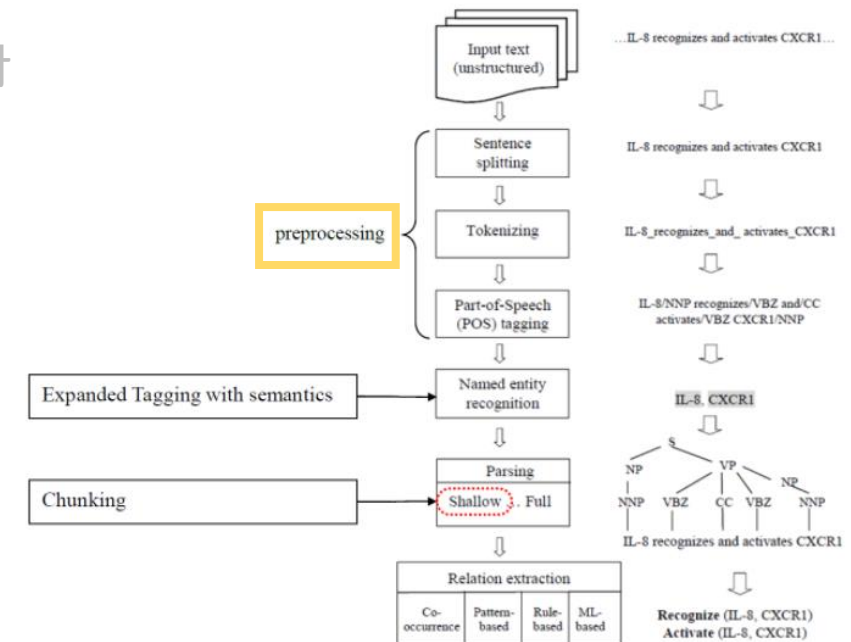 Input text
(unstructured)
...IL-8 recognizes and activates CXCR1...
Sentence
splitting
IL-8 recognizes and activates CXCR1
preprocessing
Tokenizing
IL-8_recognizes_and_ activates_CXCR1
Part-of-Speech
(POS) tagging
IL-8/NNP recognizes/VBZ and/CC
activates/VBZ CXCR1/NNP
Expanded Tagging with semantics
Named entity
recognition
IL-8, CXCR1
Chunking
Parsing
Shallow . Full
S
NP VP NP
NNP VBZ CC VBZ NNP
IL-8 recognizes and activates CXCR1
Relation extraction
Co-
occurrence
Pattern-
based
Rule-
based
ML-
based
Recognize (IL-8, CXCR1)
Activate (IL-8, CXCR1)